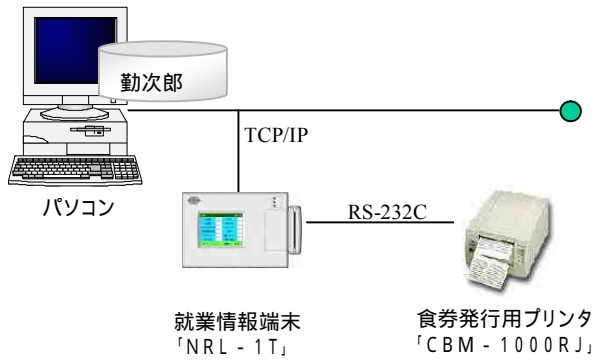 勤次郎
TCP/IP
パソコン
RS-232C
就業情報端末
「NRL-1T」
食券発行用プリンタ
「CBM-1000RJ」